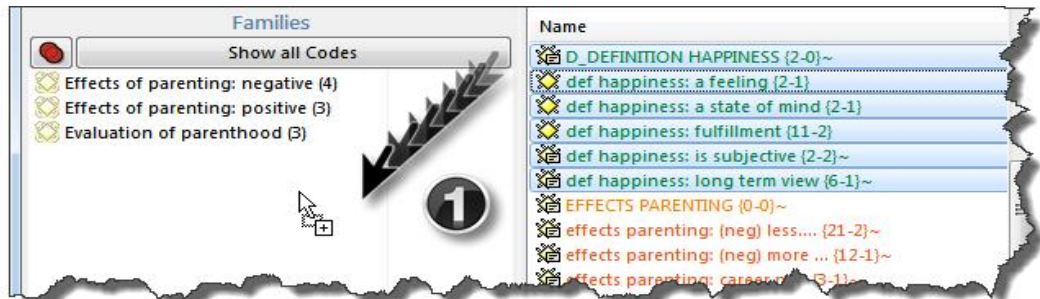 Families
Show all Codes
Effects of parenting: negative (4)
Effects of parenting: positive (3)
Evaluation of parenthood (3)
1
Name
D_DEFINITION HAPPINESS {2-0}~
def happiness: a feeling {2-1}
def happiness: a state of mind {2-1}
def happiness: fulfillment {11-2}
def happiness: is subjective {2-2}~
def happiness: long term view {6-1}~
EFFECTS PARENTING {0-0}~
effects parenting: (neg) less.... {21-2}~
effects parenting: (neg) more ... {12-1}~
effects parenting: career